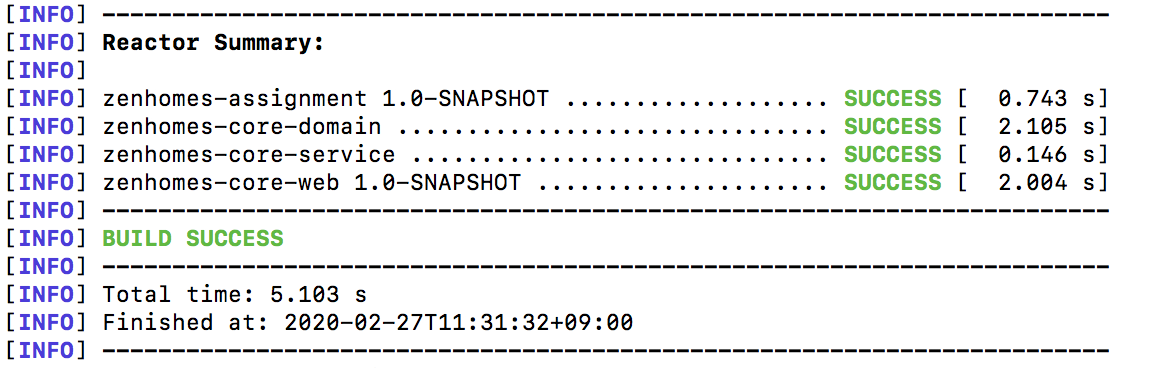 [INFO] ------------------------------------------------------------------------
[INFO] Reactor Summary:
[INFO]
[INFO] zenhomes-assignment 1.0-SNAPSHOT ................... SUCCESS [  0.743 s]
[INFO] zenhomes-core-domain ............................... SUCCESS [  2.105 s]
[INFO] zenhomes-core-service .............................. SUCCESS [  0.146 s]
[INFO] zenhomes-core-web 1.0-SNAPSHOT ..................... SUCCESS [  2.004 s]
[INFO] ------------------------------------------------------------------------
[INFO] BUILD SUCCESS
[INFO] ------------------------------------------------------------------------
[INFO] Total time: 5.103 s
[INFO] Finished at: 2020-02-27T11:31:32+09:00
[INFO] ------------------------------------------------------------------------